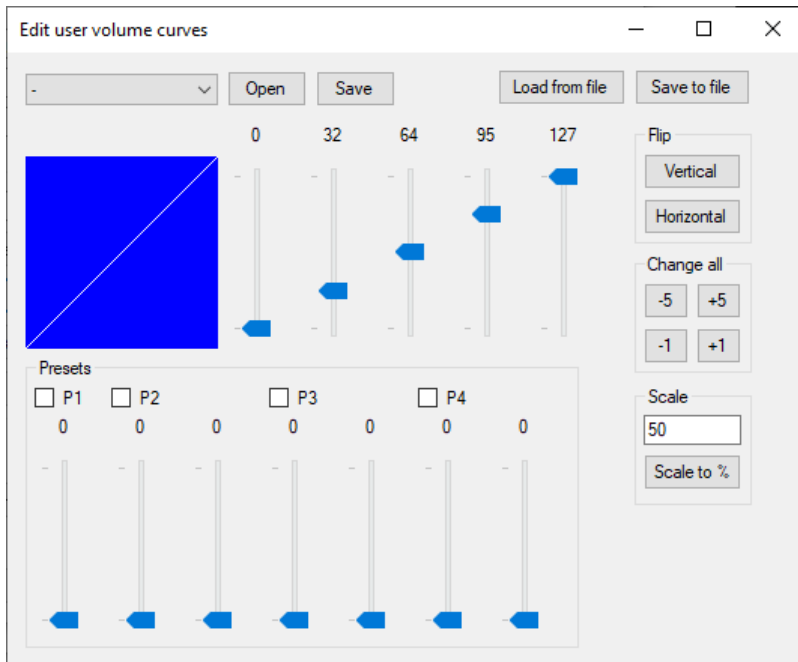 Edit user volume curves
- Open Save Load from file Save to file
0 32 64 95 127
Flip
Vertical
Horizontal
Change all
-5 +5
-1 +1
Presets
P1 P2 P3 P4
0 0 0 0 0 0 0
Scale
50
Scale to %